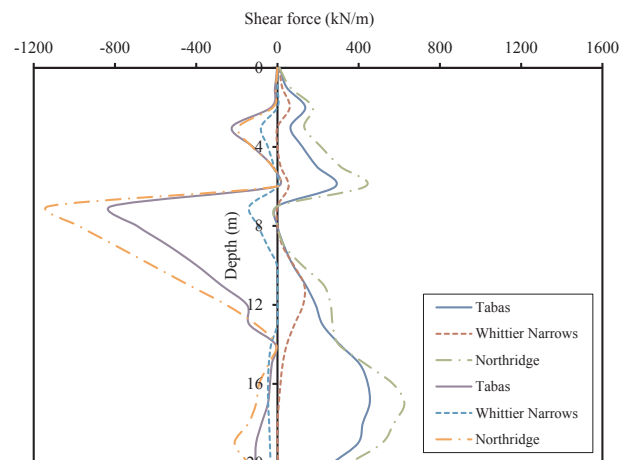 Shear force (kN/m)
-1200 -800 -400 0 400 800 1200 1600
0
4
8
12
16
20
Depth (m)
Tabas
Whittier Narrows
Northridge
Tabas
Whittier Narrows
Northridge